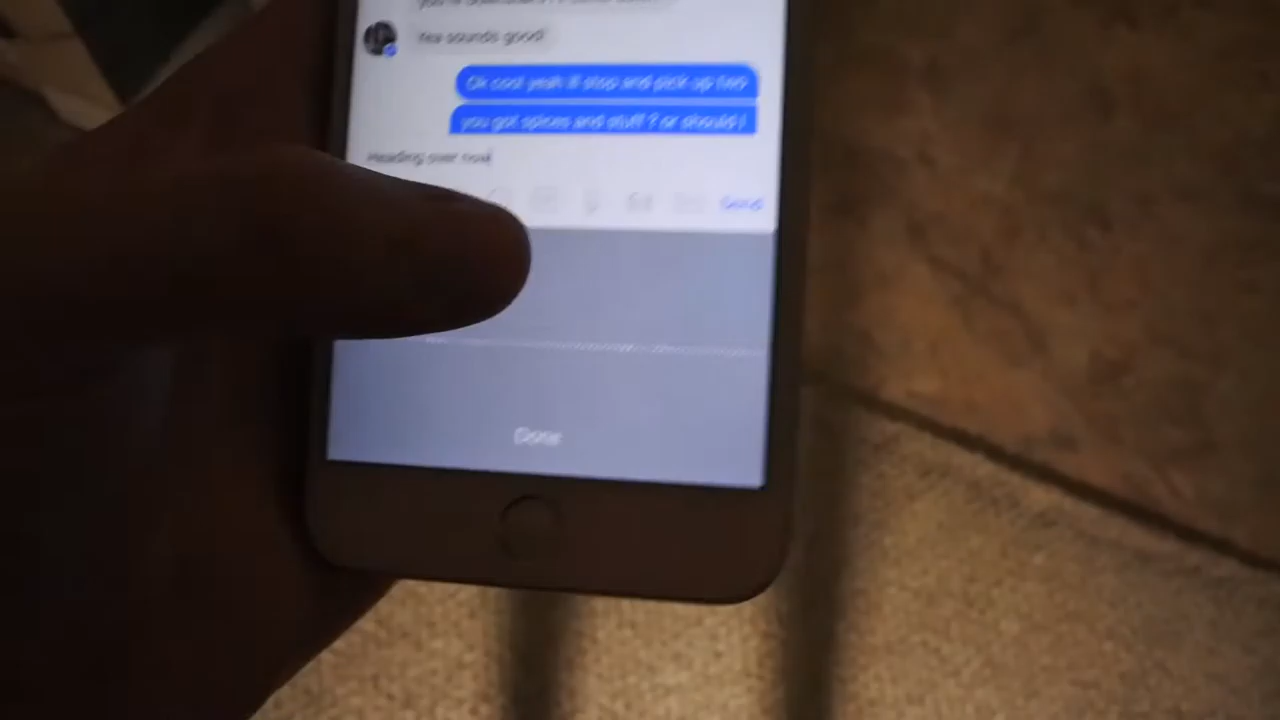 Yea sounds good
Ok cool yeah ill stop and pick up two
you got spices and stuff ? or should I
Heading over now
Send
Done